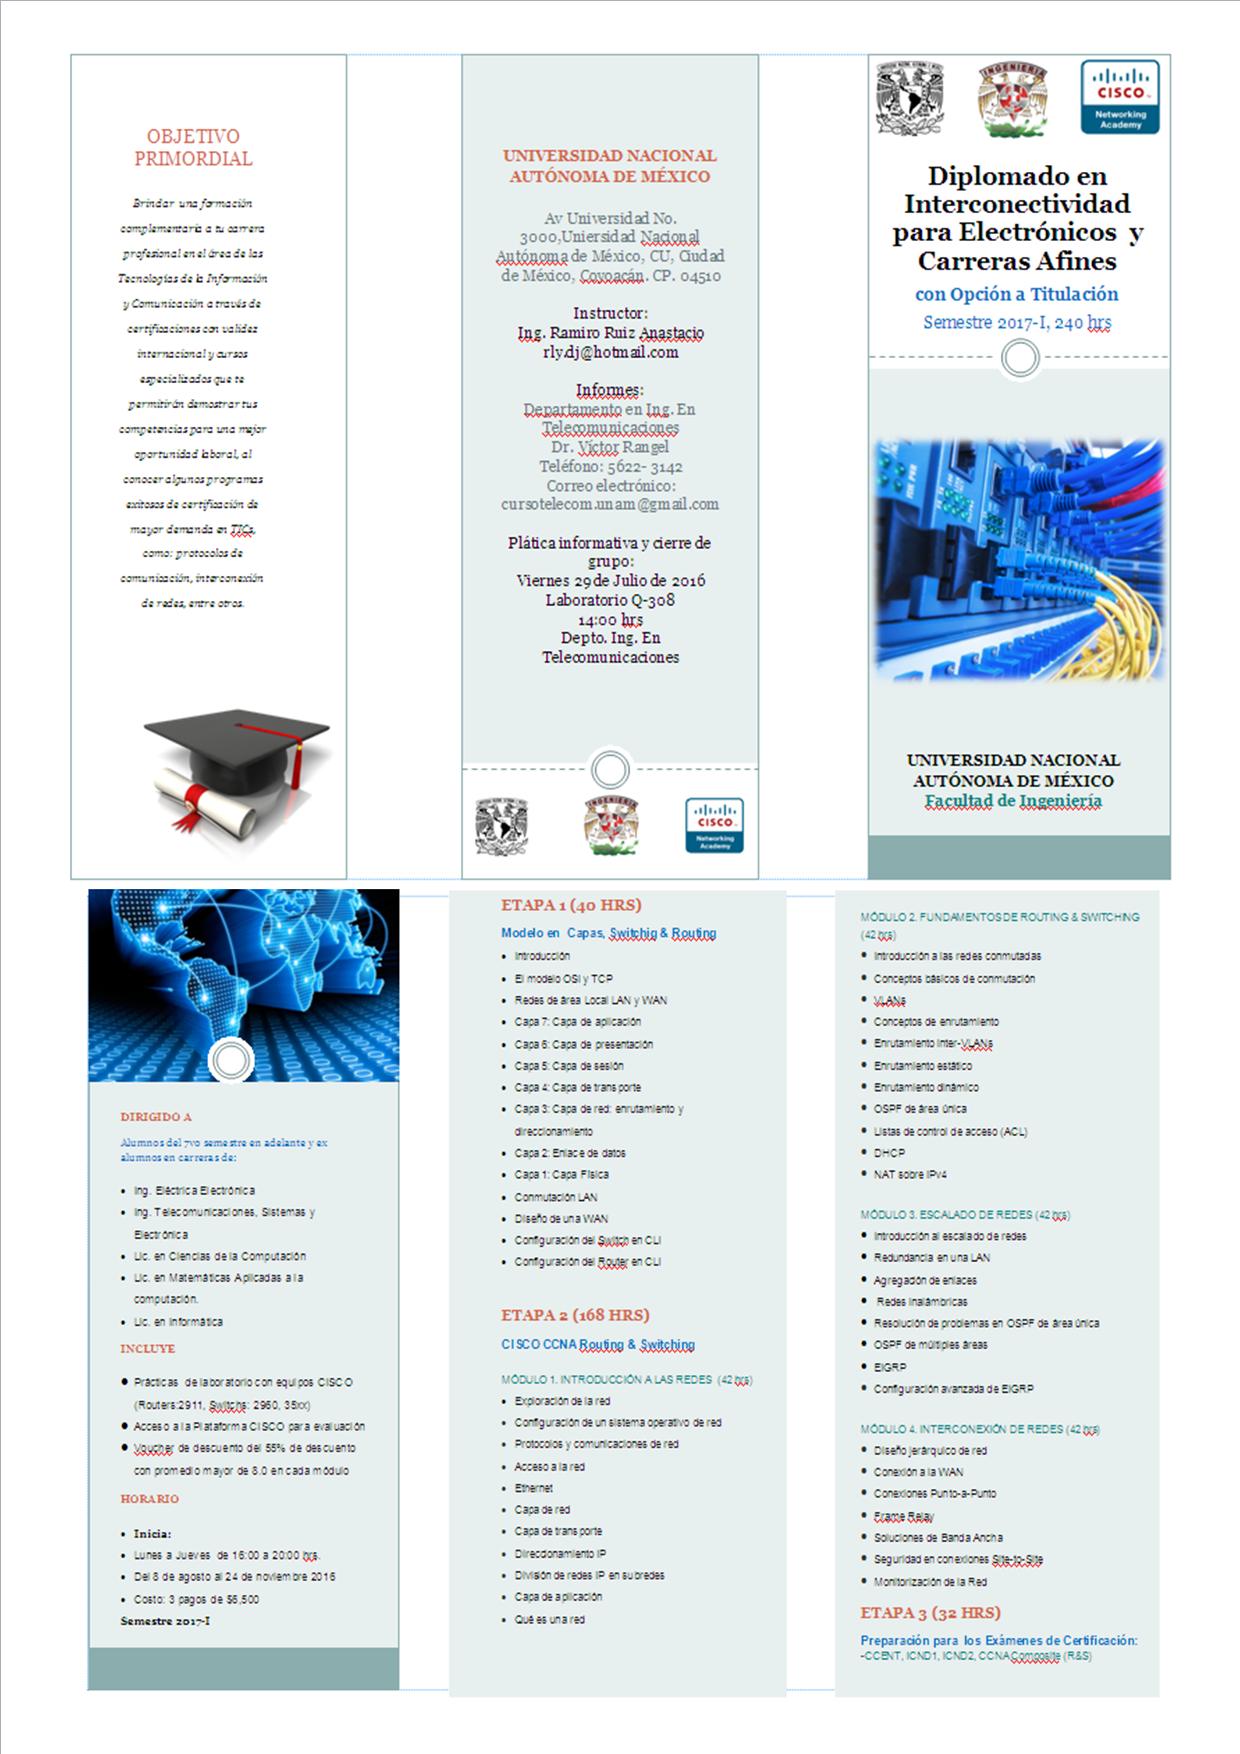 OBJETIVO
PRIMORDIAL
Brindar una formación
complementaria a tu carrera
profesional en el área de las
Tecnologías de la Información
y Comunicación a través de
certificaciones con validez
internacional y cursos
especializados que te
permitirán demostrar tus
competencias para una mejor
oportunidad laboral, al
conocer algunos programas
exitosos de certificación de
mayor demanda en TICs,
como: protocolos de
comunicación, interconexión
de redes, entre otros.
UNIVERSIDAD NACIONAL
AUTÓNOMA DE MÉXICO
Av Universidad No.
3000,Uniersidad Nacional
Autónoma de México, CU, Ciudad
de México, Coyoacán. CP. 04510
Instructor:
Ing. Ramiro Ruiz Anastacio
rly.dj@hotmail.com
Informes:
Departamento en Ing. En
Telecomunicaciones
Dr. Víctor Rangel
Teléfono: 5622- 3142
Correo electrónico:
cursotelecom.unam@gmail.com
Plática informativa y cierre de
grupo:
Viernes 29 de Julio de 2016
Laboratorio Q-308
14:00 hrs
Depto. Ing. En
Telecomunicaciones
INGENIERIA
CISCO
Networking
Academy
INGENIERIA
CISCO
Networking
Academy
Diplomado en
Interconectividad
para Electrónicos y
Carreras Afines
con Opción a Titulación
Semestre 2017-I, 240 hrs
UNIVERSIDAD NACIONAL
AUTÓNOMA DE MÉXICO
Facultad de Ingeniería
DIRIGIDO A
Alumnos del 7vo semestre en adelante y ex
alumnos en carreras de:
• Ing. Eléctrica Electrónica
• Ing. Telecomunicaciones, Sistemas y
Electrónica
• Lic. en Ciencias de la Computación
• Lic. en Matemáticas Aplicadas a la
computación.
• Lic. en Informática
INCLUYE
• Prácticas de laboratorio con equipos CISCO
(Routers:2911, Switchs: 2960, 35xx)
• Acceso a la Plataforma CISCO para evaluación
• Voucher de descuento del 55% de descuento
con promedio mayor de 8.0 en cada módulo
HORARIO
• Inicia:
• Lunes a Jueves de 16:00 a 20:00 hrs.
• Del 8 de agosto al 24 de noviembre 2016
• Costo: 3 pagos de $6,500
Semestre 2017-I
ETAPA 1 (40 HRS)
Modelo en Capas, Switchig & Routing
• Introducción
• El modelo OSI y TCP
• Redes de área Local LAN y WAN
• Capa 7: Capa de aplicación
• Capa 6: Capa de presentación
• Capa 5: Capa de sesión
• Capa 4: Capa de transporte
• Capa 3: Capa de red: enrutamiento y
direccionamiento
• Capa 2: Enlace de datos
• Capa 1: Capa Física
• Conmutación LAN
• Diseño de una WAN
• Configuración del Switch en CLI
• Configuración del Router en CLI
ETAPA 2 (168 HRS)
CISCO CCNA Routing & Switching
MÓDULO 1. INTRODUCCIÓN A LAS REDES (42 hrs)
• Exploración de la red
• Configuración de un sistema operativo de red
• Protocolos y comunicaciones de red
• Acceso a la red
• Ethernet
• Capa de red
• Capa de transporte
• Direccionamiento IP
• División de redes IP en subredes
• Capa de aplicación
• Qué es una red
MÓDULO 2. FUNDAMENTOS DE ROUTING & SWITCHING
(42 hrs)
• Introducción a las redes conmutadas
• Conceptos básicos de conmutación
• VLANs
• Conceptos de enrutamiento
• Enrutamiento Inter-VLANs
• Enrutamiento estático
• Enrutamiento dinámico
• OSPF de área única
• Listas de control de acceso (ACL)
• DHCP
• NAT sobre IPv4
MÓDULO 3. ESCALADO DE REDES (42 hrs)
• Introducción al escalado de redes
• Redundancia en una LAN
• Agregación de enlaces
• Redes inalámbricas
• Resolución de problemas en OSPF de área única
• OSPF de múltiples áreas
• EIGRP
• Configuración avanzada de EIGRP
MÓDULO 4. INTERCONEXIÓN DE REDES (42 hrs)
• Diseño jerárquico de red
• Conexión a la WAN
• Conexiones Punto-a-Punto
• Frame Relay
• Soluciones de Banda Ancha
• Seguridad en conexiones Site-to-Site
• Monitorización de la Red
ETAPA 3 (32 HRS)
Preparación para los Exámenes de Certificación:
-CCENT, ICND1, ICND2, CCNAComposite (R&S)